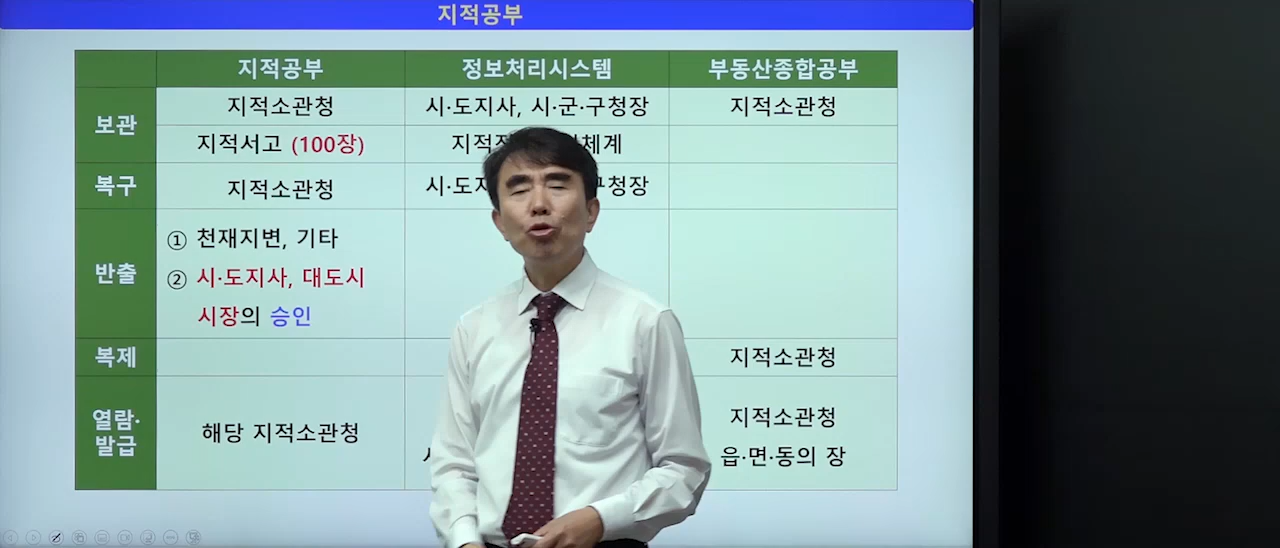 지적공부
지적공부 정보처리시스템 부동산종합공부
보관 지적소관청 시·도지사, 시·군·구청장 지적소관청
지적서고 (100장) 체계
복구 지적소관청 구청장
반출 ① 천재지변, 기타
② 시·도지사, 대도시
시장의 승인
복제 지적소관청
열람·
발급
해당 지적소관청
지적소관청
읍·면·동의 장